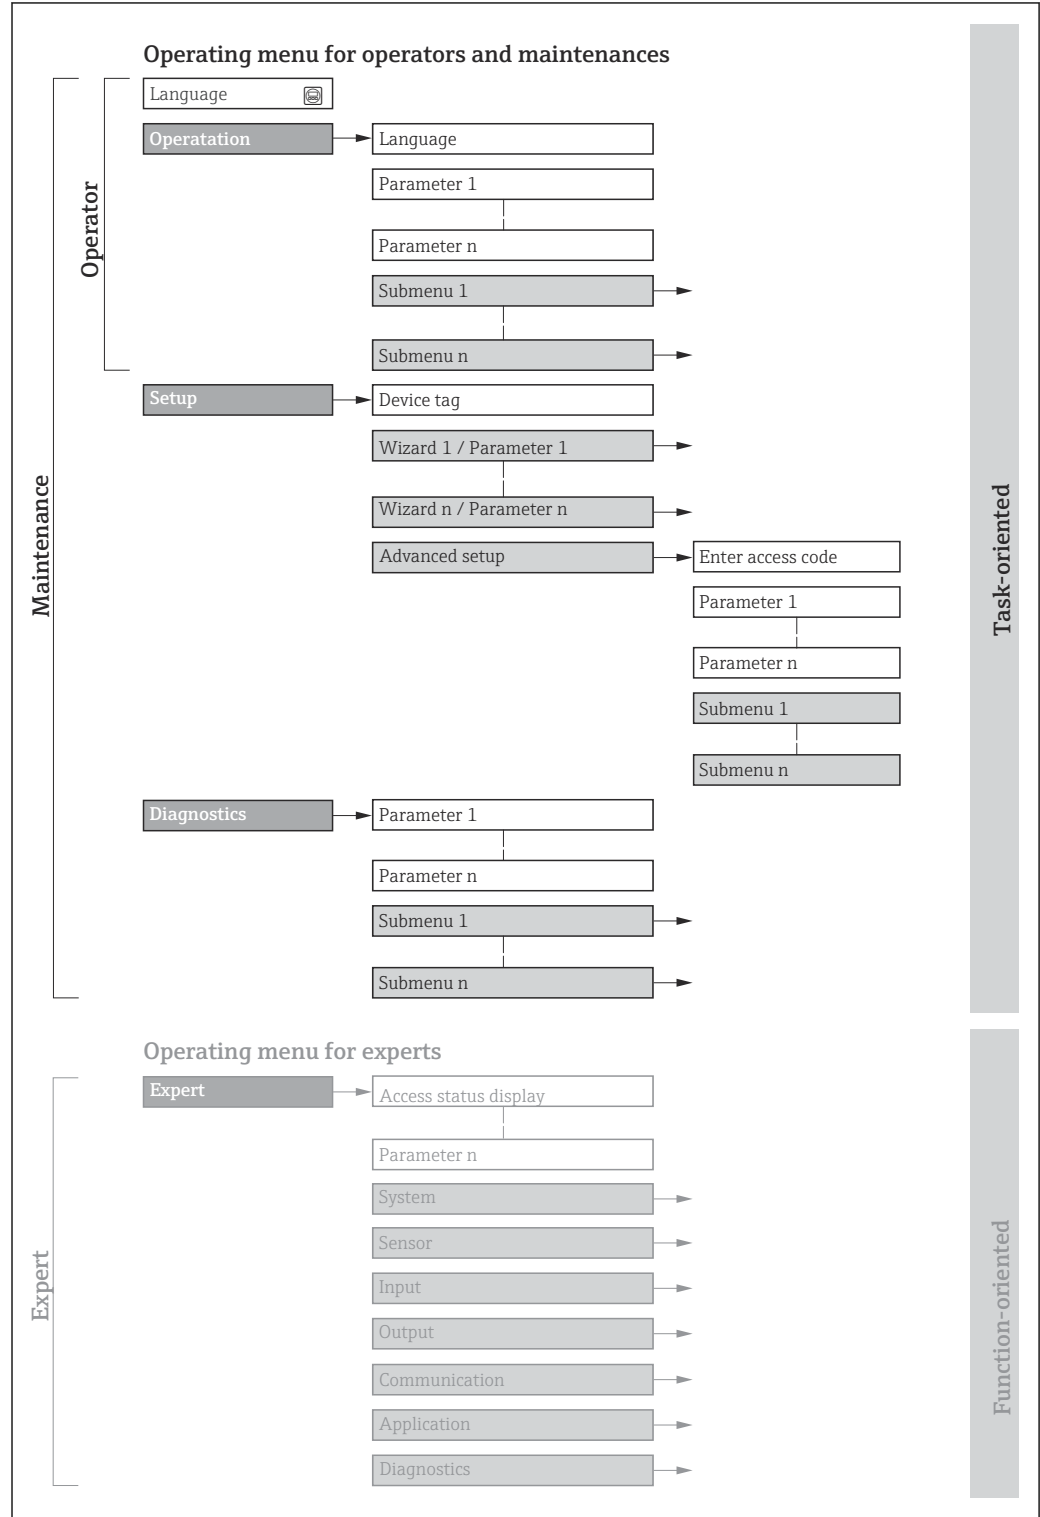 Operating menu for operators and maintenances
Language
Operatation
Language
Parameter 1
Parameter n
Submenu 1
Submenu n
Operator
Setup
Device tag
Wizard 1 / Parameter 1
Wizard n / Parameter n
Advanced setup
Enter access code
Parameter 1
Parameter n
Submenu 1
Submenu n
Maintenance
Task-oriented
Diagnostics
Parameter 1
Parameter n
Submenu 1
Submenu n
Operating menu for experts
Expert
Access status display
Parameter n
System
Sensor
Input
Output
Communication
Application
Diagnostics
Expert
Function-oriented